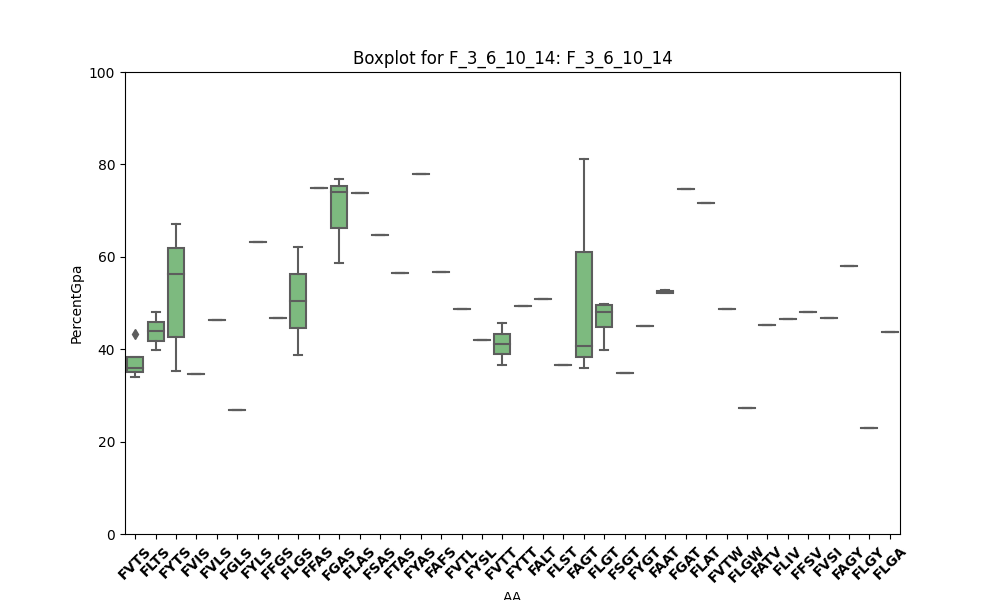 Boxplot for F_3_6_10_14: F_3_6_10_14
PercentGpa
100
80
60
40
20
0
FVTS
FLTS
FYTS
FVIS
FVLS
FGLS
FYLS
FFGS
FLGS
FFAS
FGAS
FLAS
FSAS
FTAS
FYAS
FAFS
FVTL
FYSL
FVTT
FYTT
FALT
FLST
FAGT
FLGT
FSGT
FYGT
FAAT
FGAT
FLAT
FVTW
FLGW
FATV
FLIV
FFSV
FVSI
FAGY
FLGY
FLGA
AA